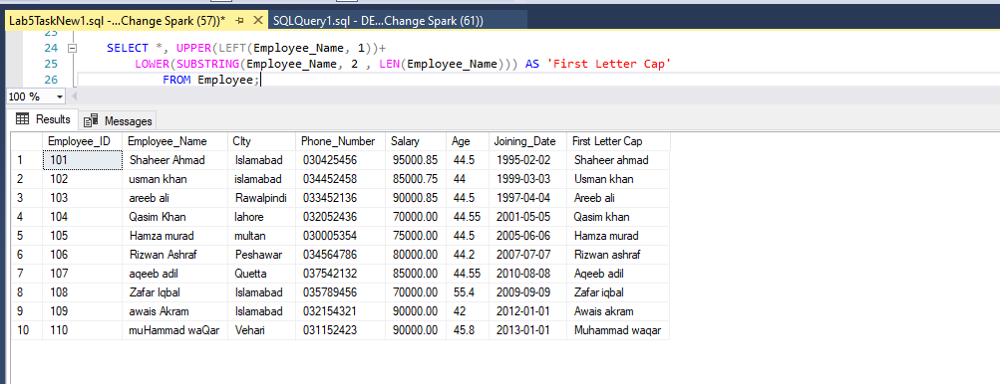 Lab5TaskNew1.sql -...Change Spark (57))* SQLQuery1.sql - DE...Change Spark (61))
23
24 SELECT *, UPPER(LEFT(Employee_Name, 1))+
25 LOWER(SUBSTRING(Employee_Name, 2 , LEN(Employee_Name))) AS 'First Letter Cap'
26 FROM Employee;
100 %
Results Messages
Employee_ID Employee_Name CIty Phone_Number Salary Age Joining_Date First Letter Cap
1 101 Shaheer Ahmad Islamabad 030425456 95000.85 44.5 1995-02-02 Shaheer ahmad
2 102 usman khan islamabad 034452458 85000.75 44 1999-03-03 Usman khan
3 103 areeb ali Rawalpindi 033452136 90000.85 44.5 1997-04-04 Areeb ali
4 104 Qasim Khan lahore 032052436 70000.00 44.55 2001-05-05 Qasim khan
5 105 Hamza murad multan 030005354 75000.00 44.5 2005-06-06 Hamza murad
6 106 Rizwan Ashraf Peshawar 034564786 80000.00 44.2 2007-07-07 Rizwan ashraf
7 107 aqeeb adil Quetta 037542132 85000.00 44.55 2010-08-08 Aqeeb adil
8 108 Zafar Iqbal Islamabad 035789456 70000.00 55.4 2009-09-09 Zafar iqbal
9 109 awais Akram Islamabad 032154321 90000.00 42 2012-01-01 Awais akram
10 110 muHammad waQar Vehari 031152423 90000.00 45.8 2013-01-01 Muhammad waqar